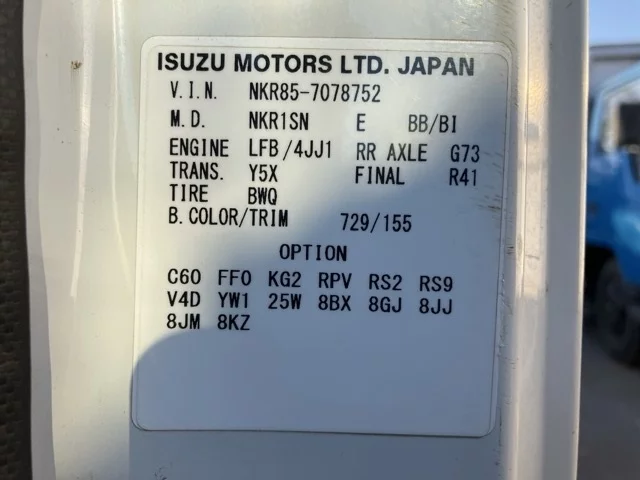 ISUZU MOTORS LTD. JAPAN
V.I.N. NKR85-7078752
M.D. NKR1SN E BB/BI
ENGINE LFB/4JJ1 RR AXLE G73
TRANS. Y5X FINAL R41
TIRE BWQ
B.COLOR/TRIM 729/155
OPTION
C60 FF0 KG2 RPV RS2 RS9
V4D YW1 25W 8BX 8GJ 8JJ
8JM 8KZ